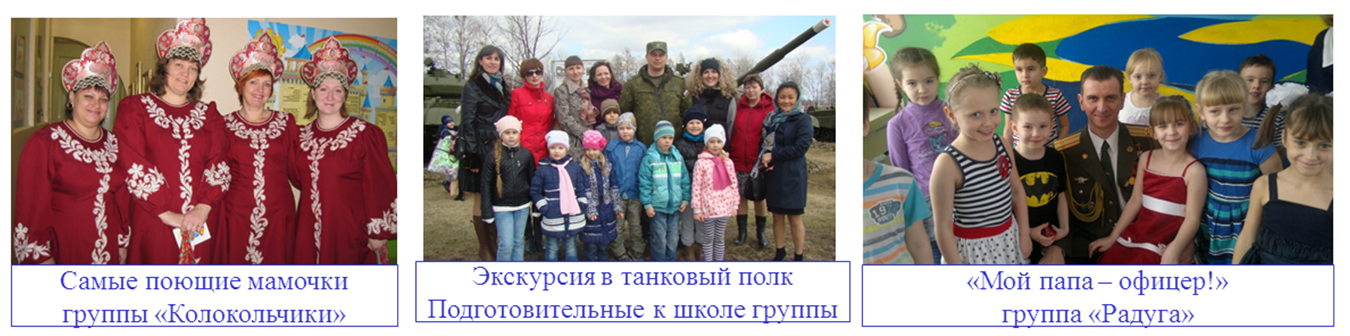 Самые поющие мамочки
группы «Колокольчики»
Экскурсия в танковый полк
Подготовительные к школе группы
«Мой папа – офицер!»
группа «Радуга»